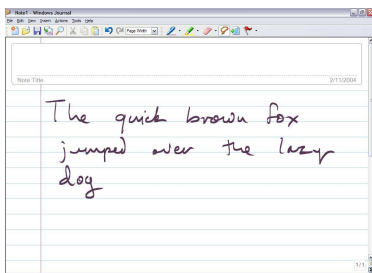 Note1 - Windows Journal
File Edit View Insert Actions Tools Help
Page Width
Note Title
2/11/2004
The quick brown fox
jumped over the lazy
dog
1/1